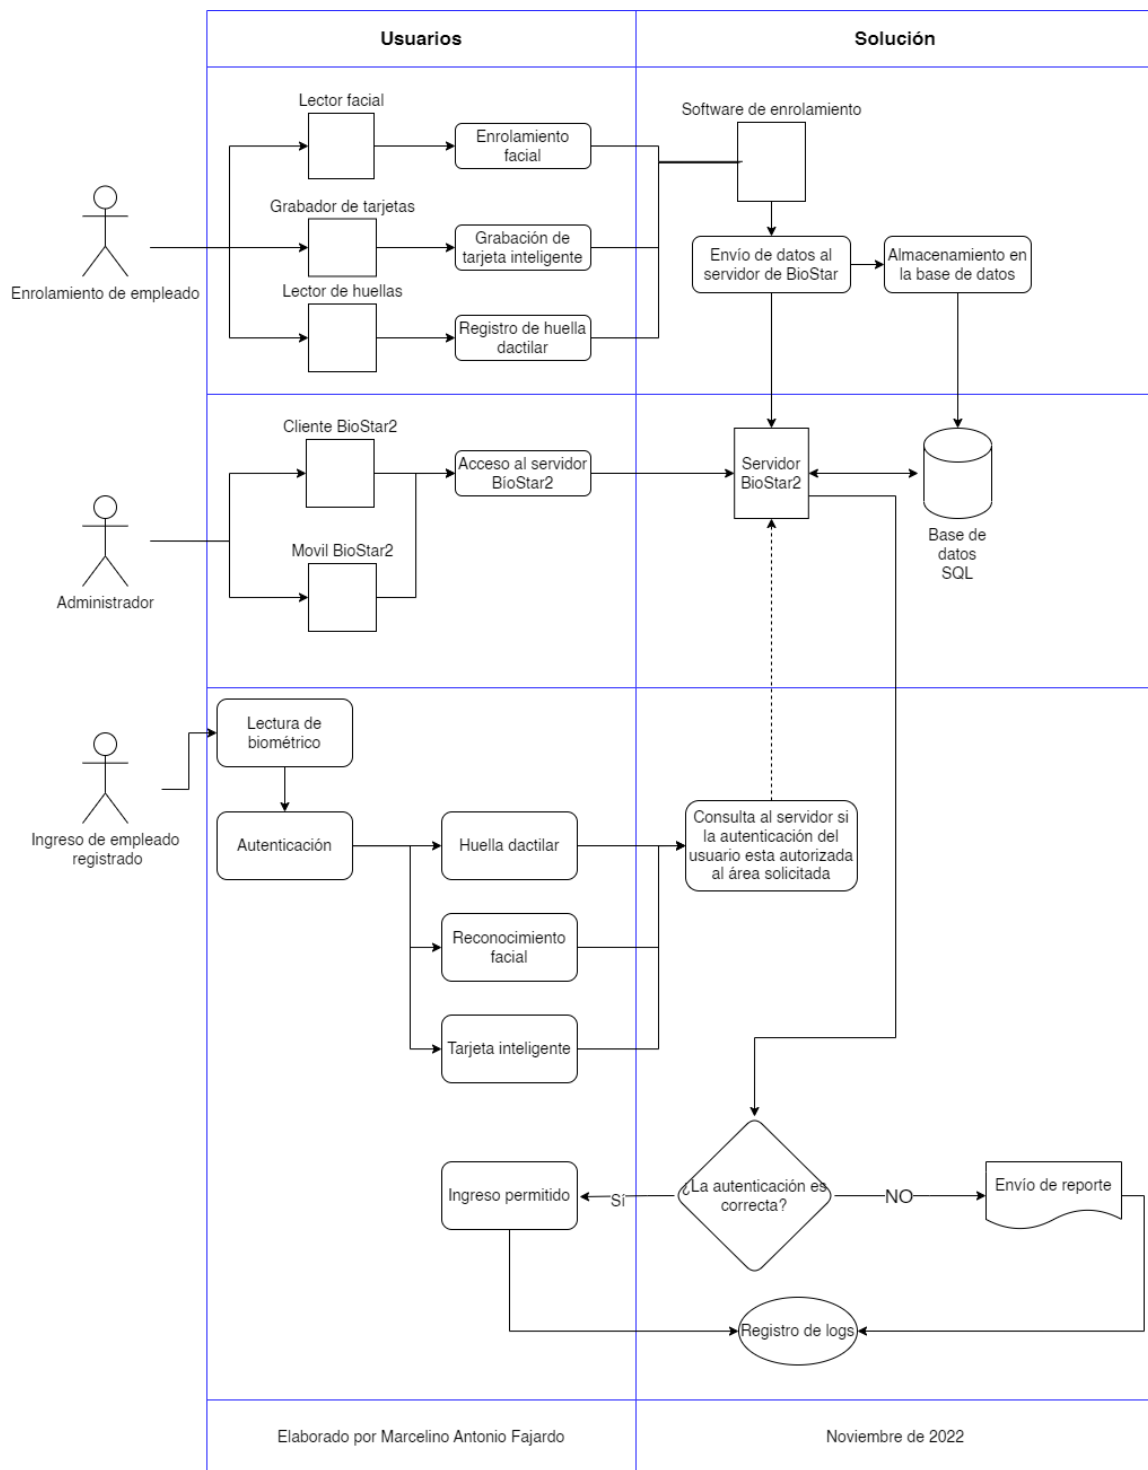 Usuarios
Solución
Lector facial
Software de enrolamiento
Enrolamiento
facial
Grabador de tarjetas
Grabación de
tarjeta inteligente
Envío de datos al
servidor de BioStar
Almacenamiento en
la base de datos
Enrolamiento de empleado
Lector de huellas
Registro de huella
dactilar
Cliente BioStar2
Acceso al servidor
BioStar2
Servidor
BioStar2
Movil BioStar2
Base de
datos
SQL
Administrador
Lectura de
biométrico
Ingreso de empleado
registrado
Autenticación
Huella dactilar
Consulta al servidor si
la autenticación del
usuario esta autorizada
al área solicitada
Reconocimiento
facial
Tarjeta inteligente
Ingreso permitido
Sí
¿La autenticación es
correcta?
NO
Envío de reporte
Registro de logs
Elaborado por Marcelino Antonio Fajardo
Noviembre de 2022